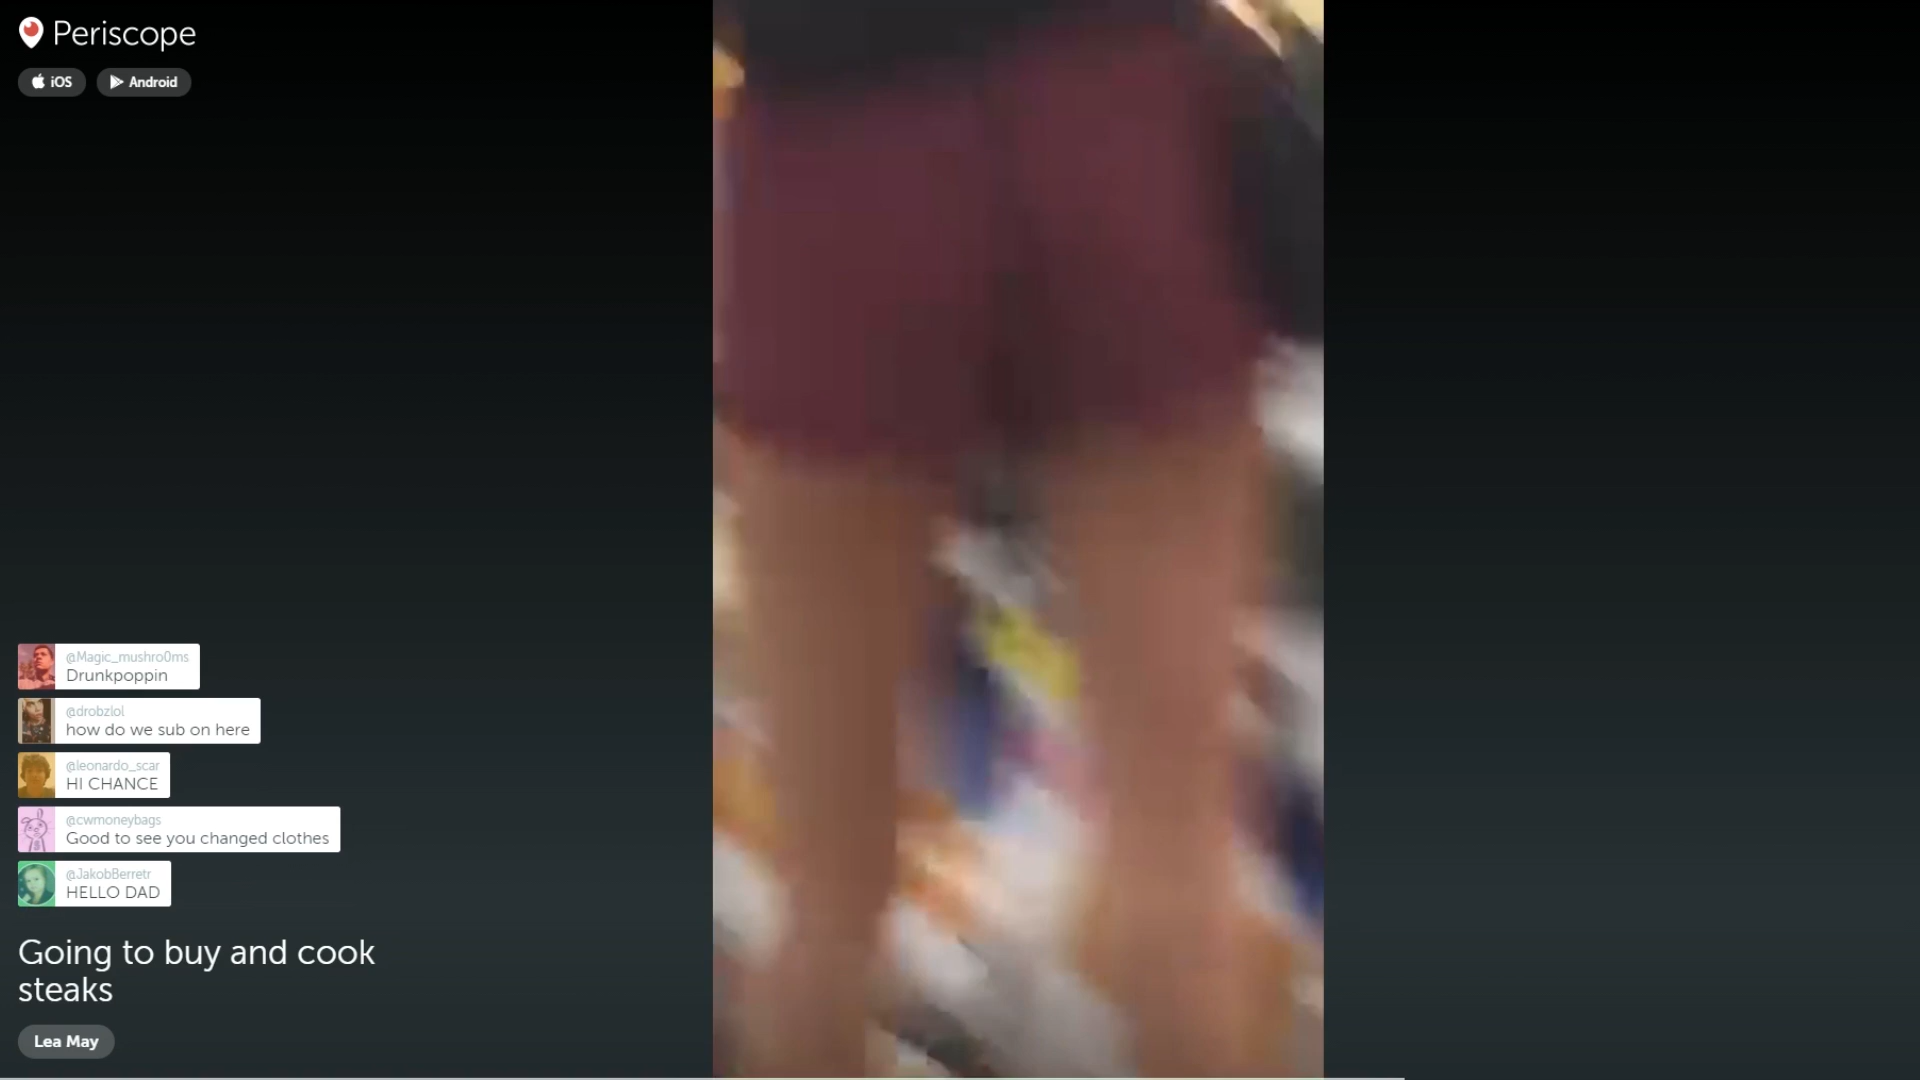 Periscope
iOS
Android
@Magic_mushro0ms
Drunkpoppin
@drobziol
how do we sub on here
@leonardo_scar
HI CHANCE
@cwmoneybags
Good to see you changed clothes
@JakobBerretr
HELLO DAD
Going to buy and cook
steaks
Lea May